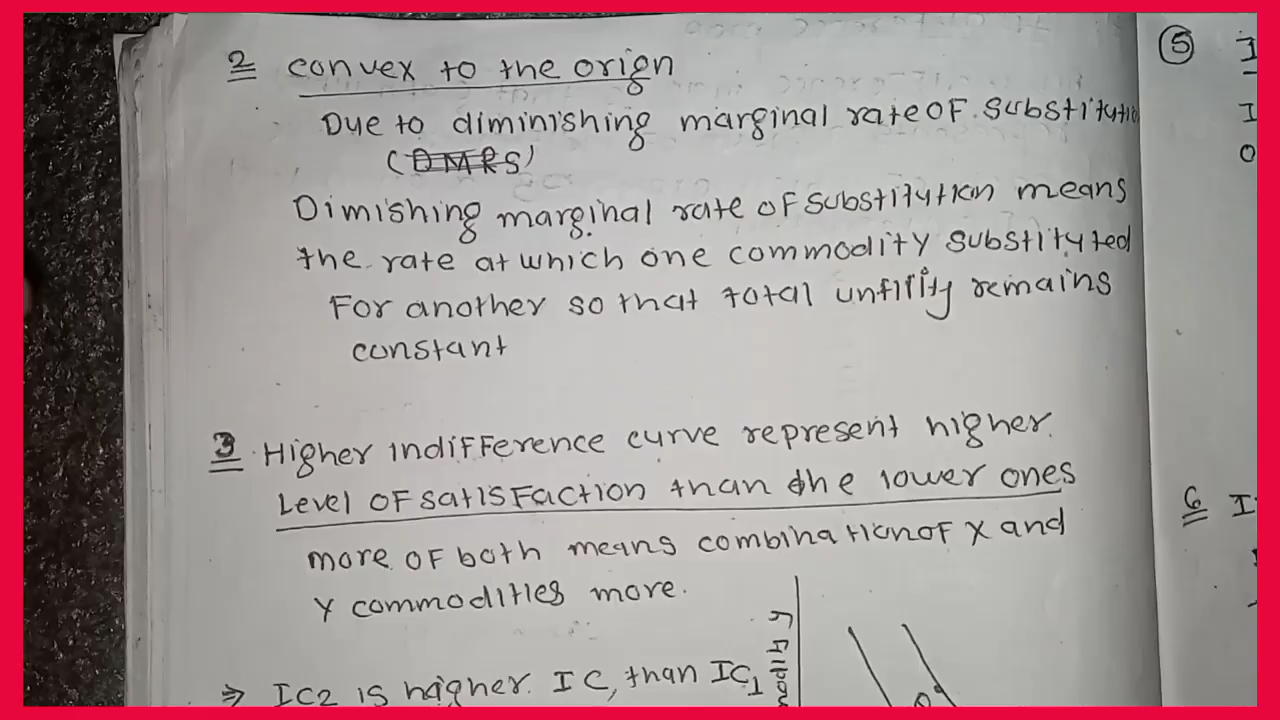 2 convex to the orign
Due to diminishing marginal rate OF substitutio
(DMRS)
Dimishing marginal rate OF substitution means
the rate at which one commodity substituted
For another so that total untility remains
constant
3 Higher indifference curve represent higher
Level OF satisfaction than the lower ones
more OF both means combination OF X and
Y commodities more.
⇒ IC2 is higher IC, than IC1
5
I
I
O
6 I